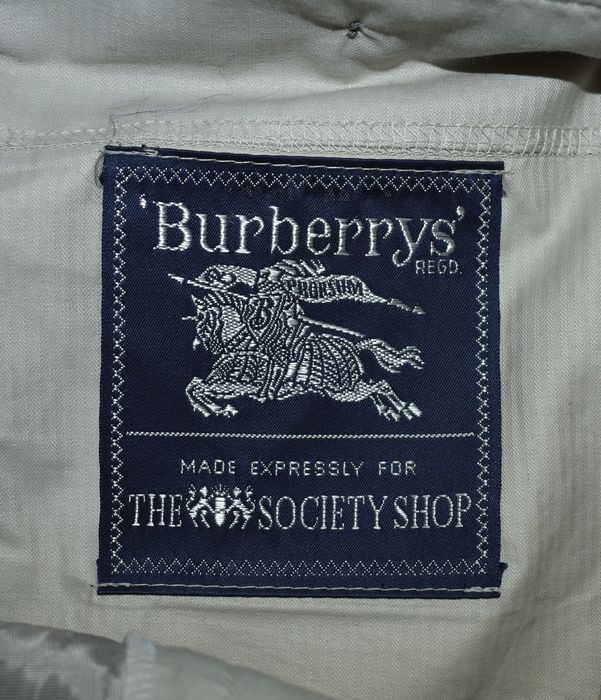 'Burberrys'
REGD.
PRORSUM
B
MADE EXPRESSLY FOR
THE SOCIETY SHOP